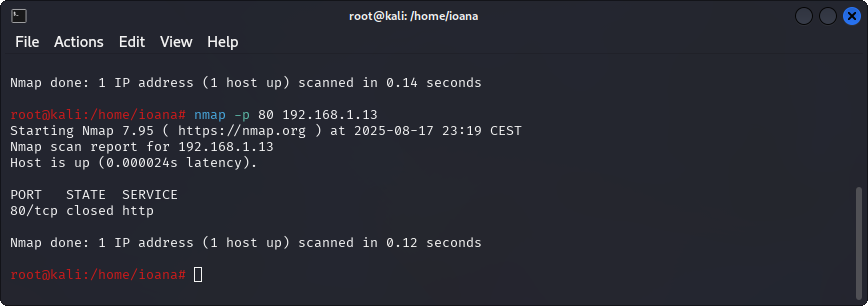 root@kali: /home/ioana
File Actions Edit View Help
Nmap done: 1 IP address (1 host up) scanned in 0.14 seconds
root@kali:/home/ioana# nmap -p 80 192.168.1.13
Starting Nmap 7.95 ( https://nmap.org ) at 2025-08-17 23:19 CEST
Nmap scan report for 192.168.1.13
Host is up (0.000024s latency).
PORT   STATE  SERVICE
80/tcp closed http
Nmap done: 1 IP address (1 host up) scanned in 0.12 seconds
root@kali:/home/ioana#